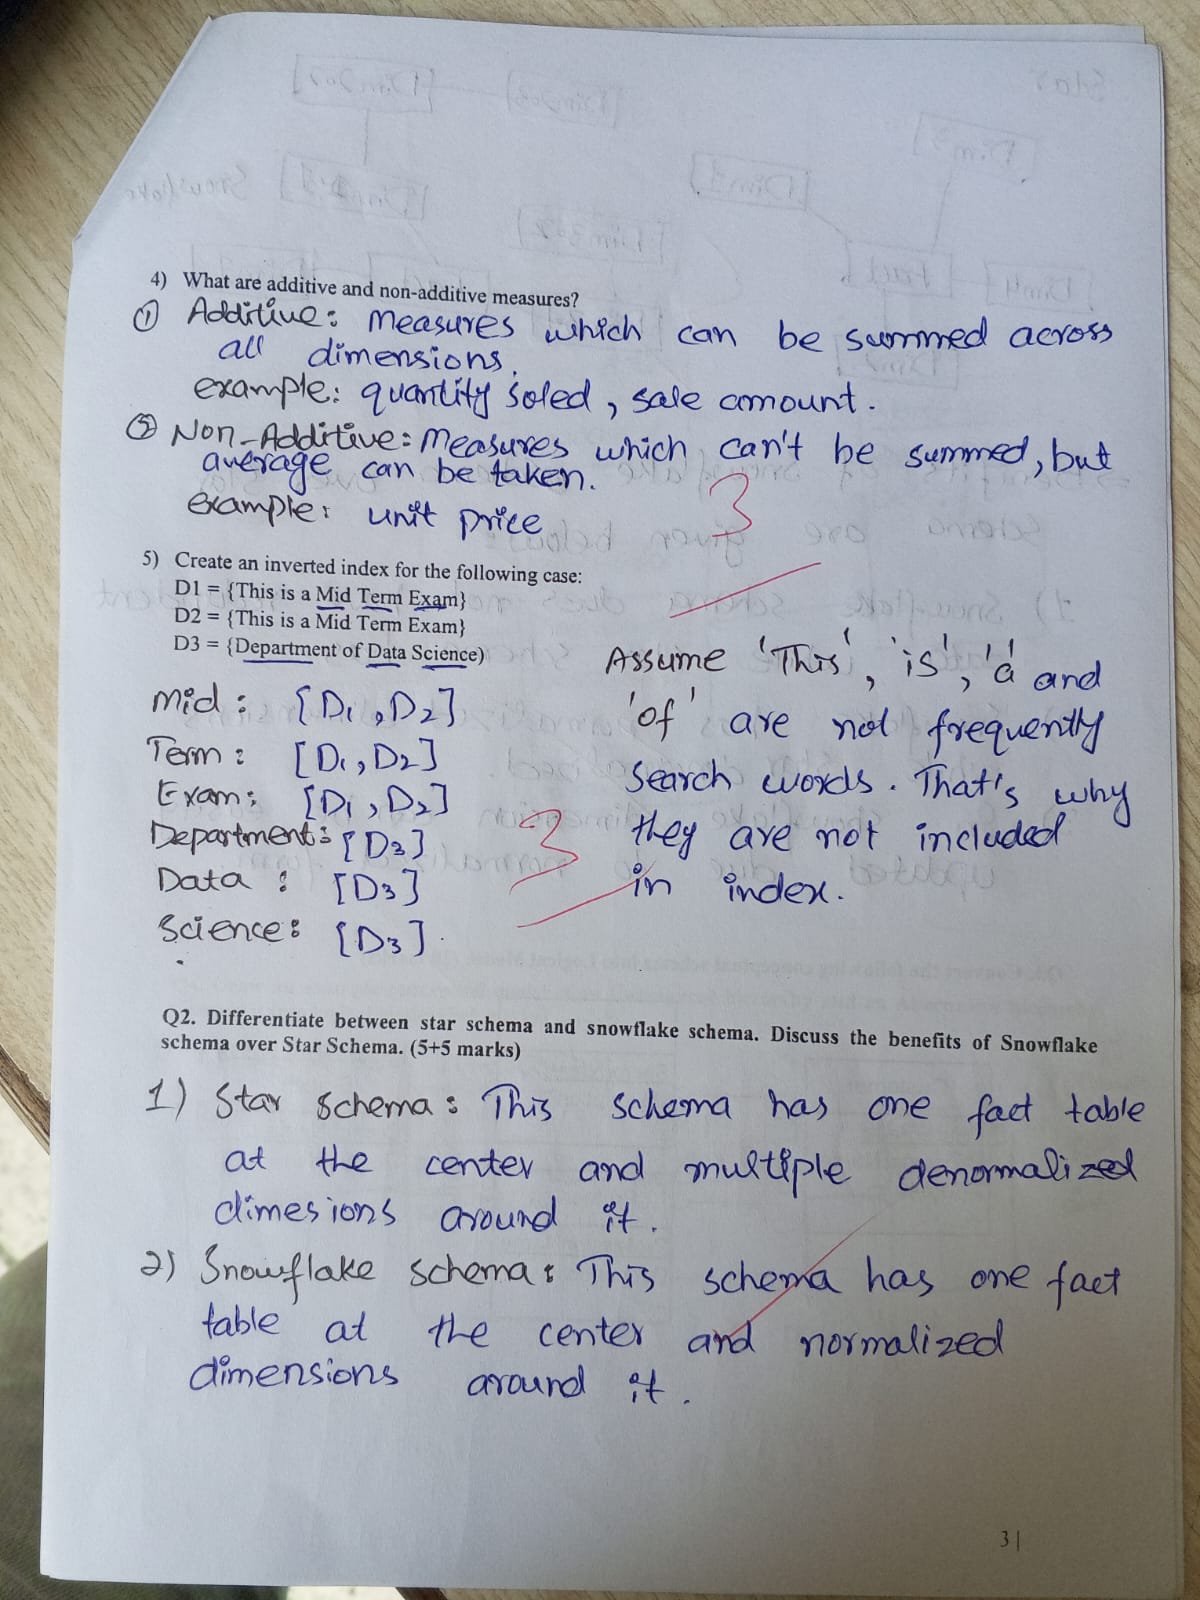 4) What are additive and non-additive measures?
① Additive: Measures which can be summed across
all dimensions.
example: quantity soled, sale amount.
② Non-Additive: Measures which can't be summed, but
average can be taken.
example: unit price
3
5) Create an inverted index for the following case:
D1 = {This is a Mid Term Exam}
D2 = {This is a Mid Term Exam}
D3 = {Department of Data Science)
Mid : [D1, D2]
Term : [D1, D2]
Exam : [D1, D2]
Department : [D3]
Data : [D3]
Science : [D3].
Assume 'This', 'is', 'a' and
'of' are not frequently
search words. That's why
they are not included
in index.
3
Q2. Differentiate between star schema and snowflake schema. Discuss the benefits of Snowflake
schema over Star Schema. (5+5 marks)
1) Star schema : This schema has one fact table
at the center and multiple denormalized
dimesions around it.
2) Snowflake schema : This schema has one fact
table at the center and normalized
dimensions around it.
3 |